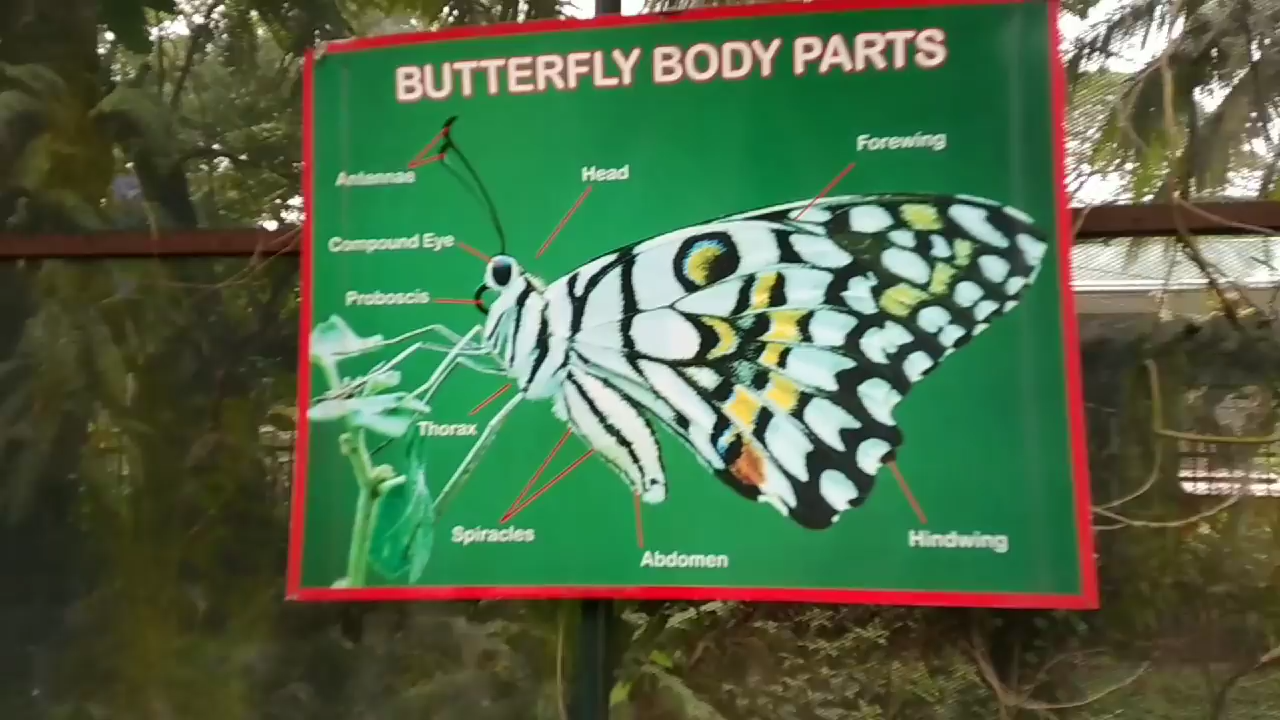 BUTTERFLY BODY PARTS
Forewing
Antennae
Head
Compound Eye
Proboscis
Thorax
Spiracles
Abdomen
Hindwing